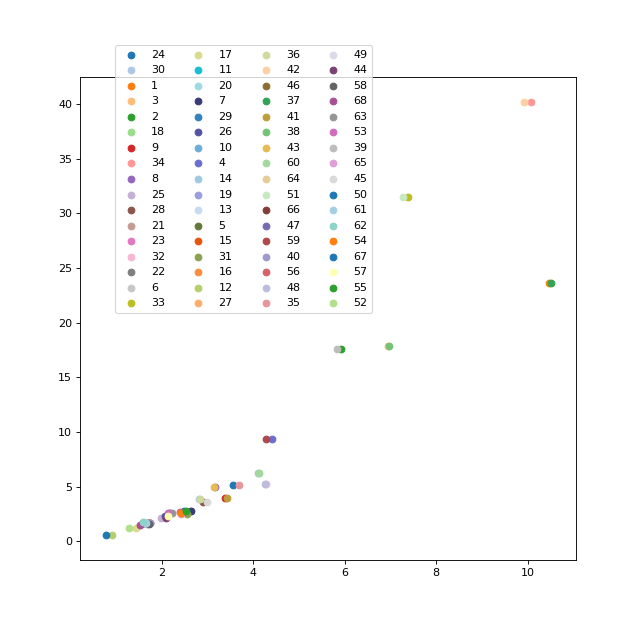 24 17 36 49
30 11 42 44
1 20 46 58
3 7 37 68
2 29 41 63
18 26 38 53
9 10 43 39
34 4 60 65
8 14 64 45
25 19 51 50
28 13 66 61
21 5 47 62
23 15 59 54
32 31 40 67
22 16 56 57
6 12 48 55
33 27 35 52
40
35
30
25
20
15
10
5
0
2 4 6 8 10